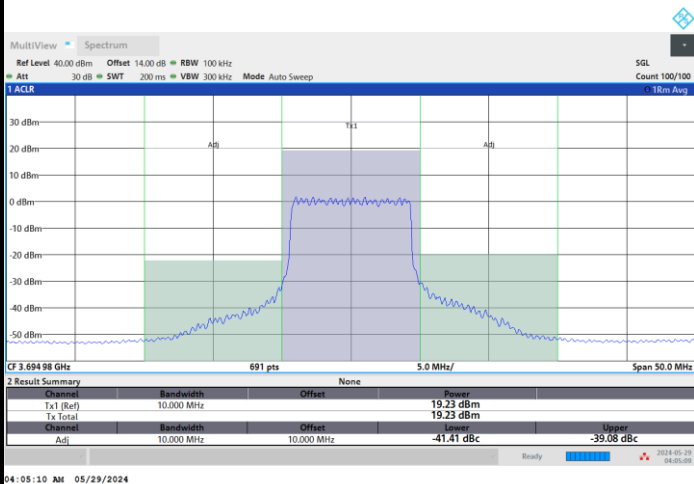 MultiView Spectrum
Ref Level 40.00 dBm Offset 14.00 dB RBW 100 kHz SGL
Att 30 dB SWT 200 ms VBW 300 kHz Mode Auto Sweep Count 100/100
1 ACLR 1Rm Avg
30 dBm
Tx1
20 dBm
Adj Adj
10 dBm
0 dBm
-10 dBm
-20 dBm
-30 dBm
-40 dBm
-50 dBm
CF 3.694 98 GHz 691 pts 5.0 MHz/ Span 50.0 MHz
2 Result Summary None
Channel Bandwidth Offset Power
Tx1 (Ref) 10.000 MHz 19.23 dBm
Tx Total 19.23 dBm
Channel Bandwidth Offset Lower Upper
Adj 10.000 MHz 10.000 MHz -41.41 dBc -39.08 dBc
Ready 2024-05-29
04:05:09
04:05:10 AM 05/29/2024